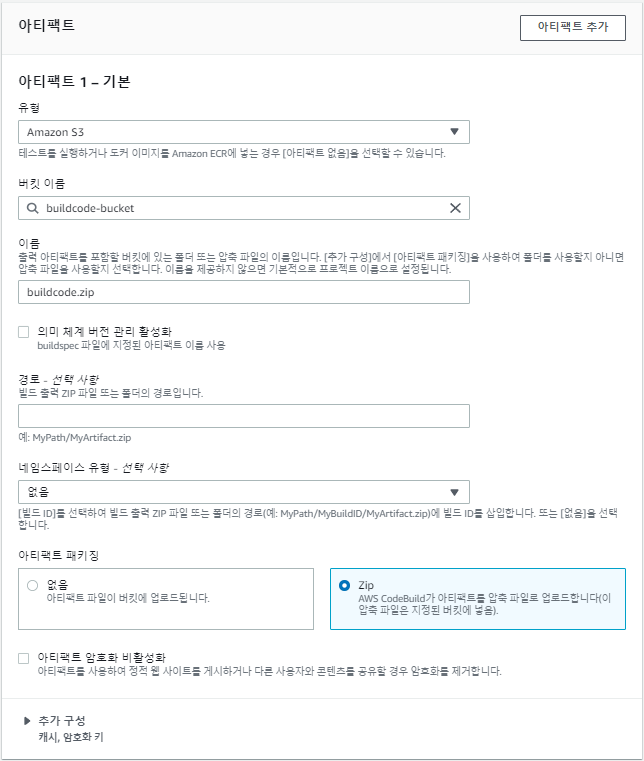 아티팩트
아티팩트 추가
아티팩트 1 – 기본
유형
Amazon S3
테스트를 실행하거나 도커 이미지를 Amazon ECR에 넣는 경우 [아티팩트 없음]을 선택할 수 있습니다.
버킷 이름
buildcode-bucket
이름
출력 아티팩트를 포함할 버킷에 있는 폴더 또는 압축 파일의 이름입니다. [추가 구성]에서 [아티팩트 패키징]을 사용하여 폴더를 사용할지 아니면
압축 파일을 사용할지 선택합니다. 이름을 제공하지 않으면 기본적으로 프로젝트 이름으로 설정됩니다.
buildcode.zip
의미 체계 버전 관리 활성화
buildspec 파일에 지정된 아티팩트 이름 사용
경로 - 선택 사항
빌드 출력 ZIP 파일 또는 폴더의 경로입니다.
예: MyPath/MyArtifact.zip
네임스페이스 유형 - 선택 사항
없음
[빌드 ID]를 선택하여 빌드 출력 ZIP 파일 또는 폴더의 경로(예: MyPath/MyBuildID/MyArtifact.zip)에 빌드 ID를 삽입합니다. 또는 [없음]을 선택
합니다.
아티팩트 패키징
없음
아티팩트 파일이 버킷에 업로드됩니다.
Zip
AWS CodeBuild가 아티팩트를 압축 파일로 업로드합니다(이
압축 파일은 지정된 버킷에 넣음).
아티팩트 암호화 비활성화
아티팩트를 사용하여 정적 웹 사이트를 게시하거나 다른 사용자와 콘텐츠를 공유할 경우 암호화를 제거합니다.
추가 구성
캐시, 암호화 키